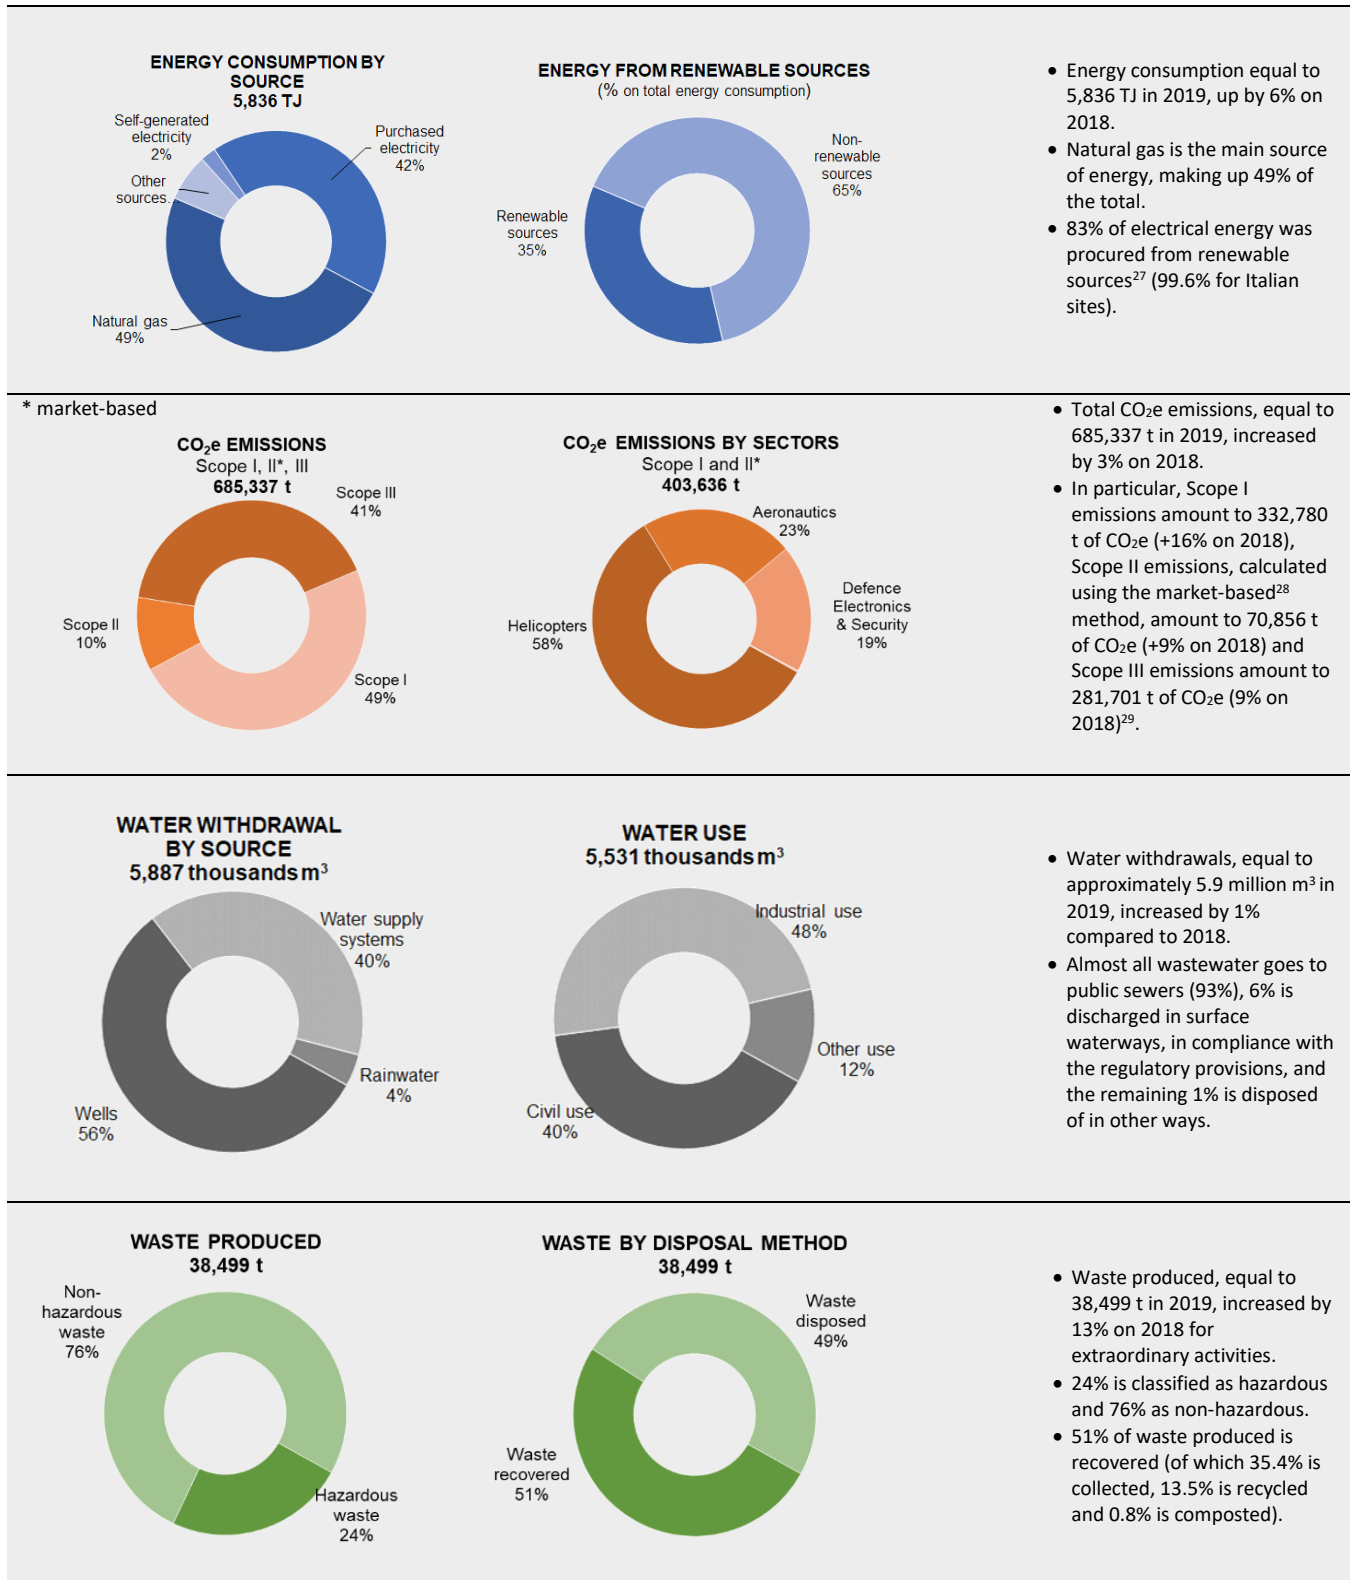 ENERGY CONSUMPTION BY
SOURCE
5,836 TJ
Self-generated
electricity
2%
Purchased
electricity
42%
Other
sources.
Natural gas
49%
ENERGY FROM RENEWABLE SOURCES
(% on total energy consumption)
Non-
renewable
sources
65%
Renewable
sources
35%
• Energy consumption equal to
5,836 TJ in 2019, up by 6% on
2018.
• Natural gas is the main source
of energy, making up 49% of
the total.
• 83% of electrical energy was
procured from renewable
sources27 (99.6% for Italian
sites).
* market-based
CO2e EMISSIONS
Scope I, II*, III
685,337 t
Scope III
41%
Scope II
10%
Scope I
49%
CO2e EMISSIONS BY SECTORS
Scope I and II*
403,636 t
Aeronautics
23%
Defence
Electronics
& Security
19%
Helicopters
58%
• Total CO2e emissions, equal to
685,337 t in 2019, increased
by 3% on 2018.
• In particular, Scope I
emissions amount to 332,780
t of CO2e (+16% on 2018),
Scope II emissions, calculated
using the market-based28
method, amount to 70,856 t
of CO2e (+9% on 2018) and
Scope III emissions amount to
281,701 t of CO2e (9% on
2018)29.
WATER WITHDRAWAL
BY SOURCE
5,887 thousands m3
Water supply
systems
40%
Rainwater
4%
Wells
56%
WATER USE
5,531 thousands m3
Industrial use
48%
Other use
12%
Civil use
40%
• Water withdrawals, equal to
approximately 5.9 million m3 in
2019, increased by 1%
compared to 2018.
• Almost all wastewater goes to
public sewers (93%), 6% is
discharged in surface
waterways, in compliance with
the regulatory provisions, and
the remaining 1% is disposed
of in other ways.
WASTE PRODUCED
38,499 t
Non-
hazardous
waste
76%
Hazardous
waste
24%
WASTE BY DISPOSAL METHOD
38,499 t
Waste
disposed
49%
Waste
recovered
51%
• Waste produced, equal to
38,499 t in 2019, increased by
13% on 2018 for
extraordinary activities.
• 24% is classified as hazardous
and 76% as non-hazardous.
• 51% of waste produced is
recovered (of which 35.4% is
collected, 13.5% is recycled
and 0.8% is composted).